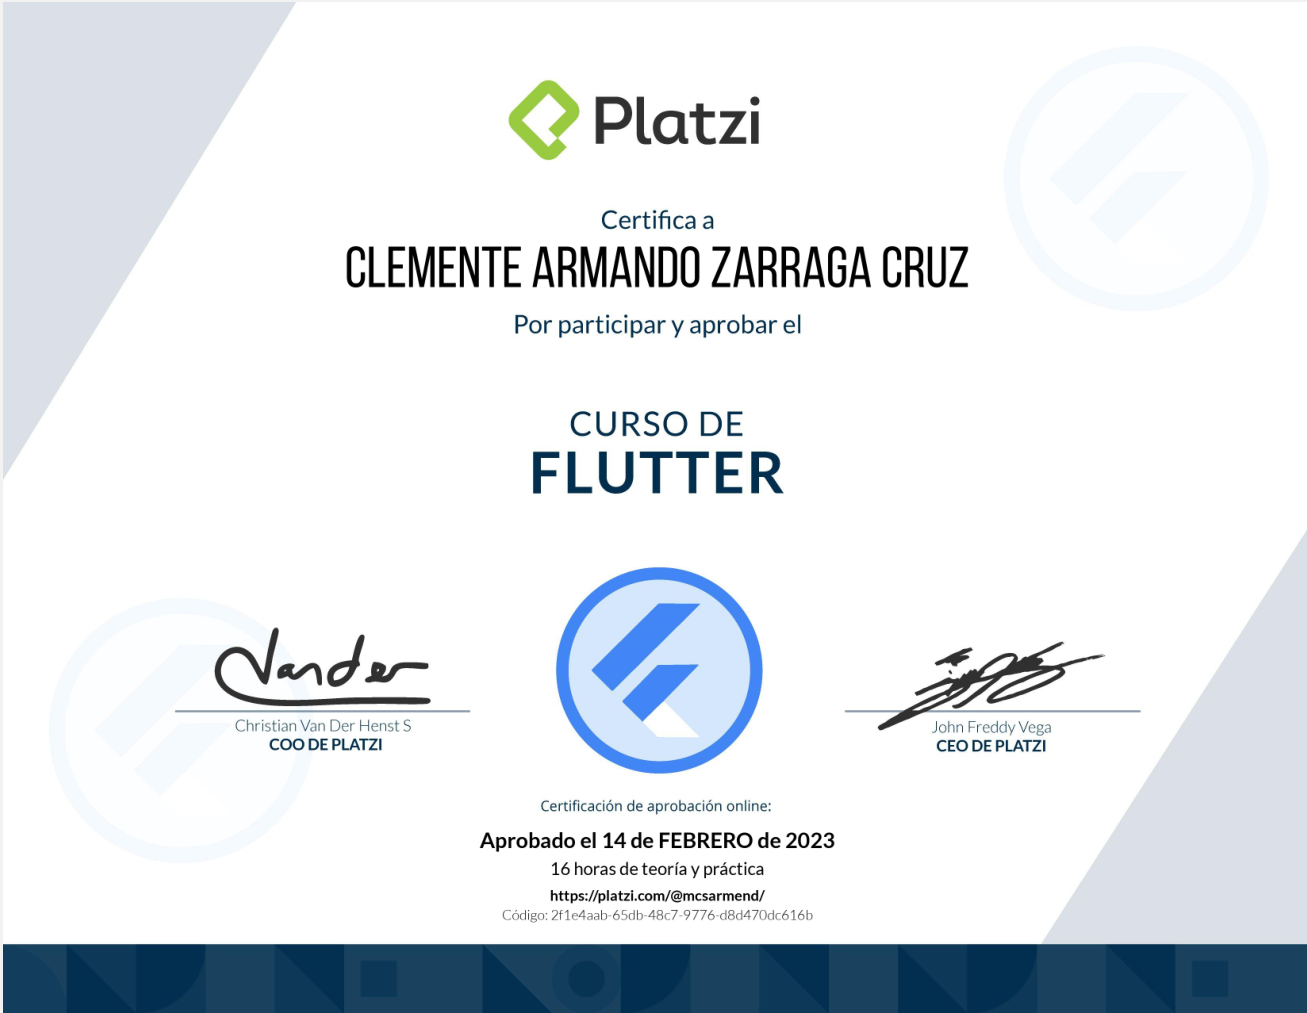 Platzi
Certifica a
CLEMENTE ARMANDO ZARRAGA CRUZ
Por participar y aprobar el
CURSO DE
FLUTTER
Vander
Christian Van Der Henst S
COO DE PLATZI
John Freddy Vega
CEO DE PLATZI
Certificación de aprobación online:
Aprobado el 14 de FEBRERO de 2023
16 horas de teoría y práctica
https://platzi.com/@mcsarmend/
Código: 2f1e4aab-65db-48c7-9776-d8d470dc616b